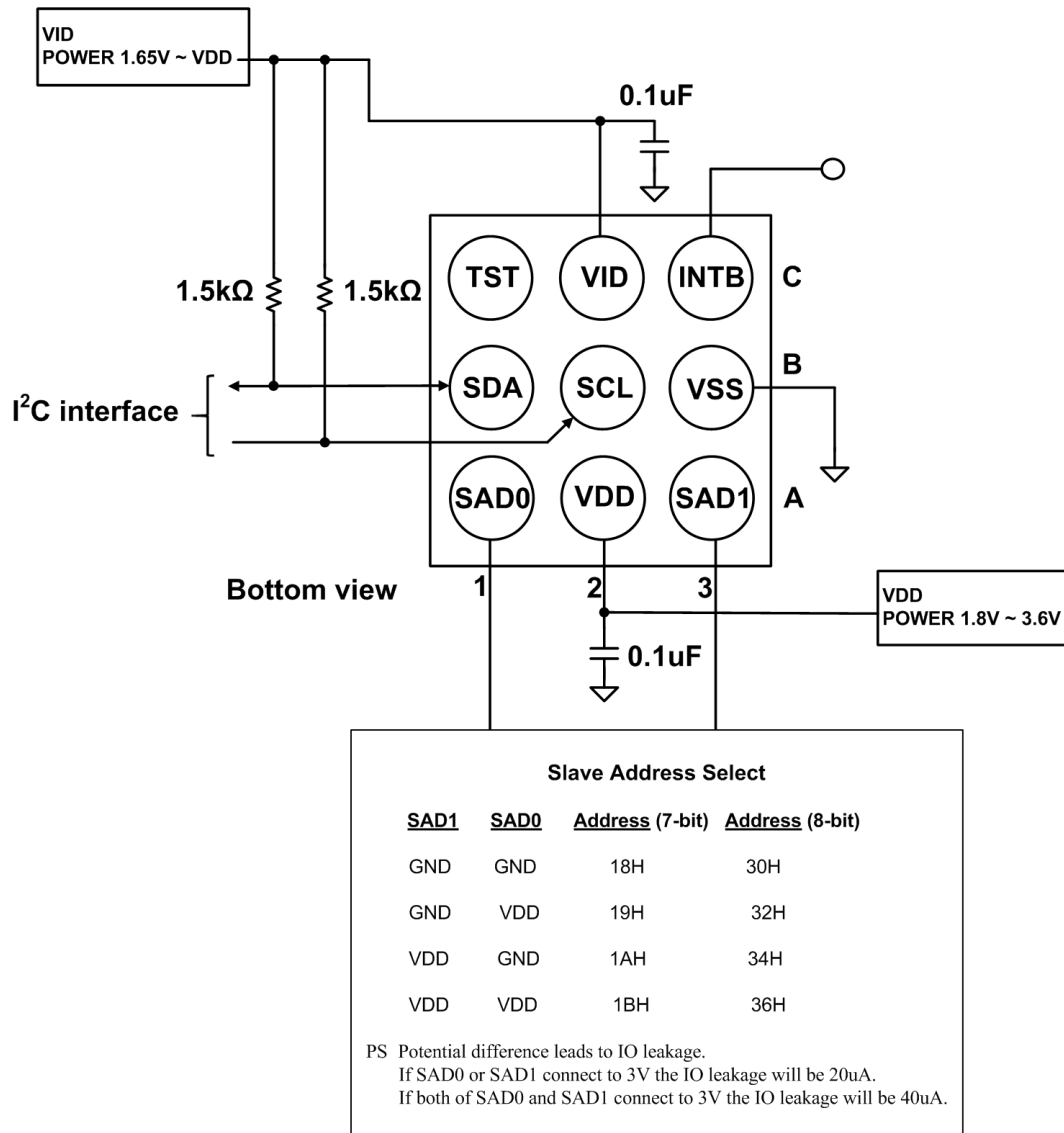 VID
POWER 1.65V ~ VDD
0.1uF
TST VID INTB C
1.5kΩ 1.5kΩ
I²C interface
SDA SCL VSS B
SAD0 VDD SAD1 A
Bottom view
1 2 3
VDD
POWER 1.8V ~ 3.6V
0.1uF
Slave Address Select
SAD1 SAD0 Address (7-bit) Address (8-bit)
GND GND 18H 30H
GND VDD 19H 32H
VDD GND 1AH 34H
VDD VDD 1BH 36H
PS Potential difference leads to IO leakage.
If SAD0 or SAD1 connect to 3V the IO leakage will be 20uA.
If both of SAD0 and SAD1 connect to 3V the IO leakage will be 40uA.